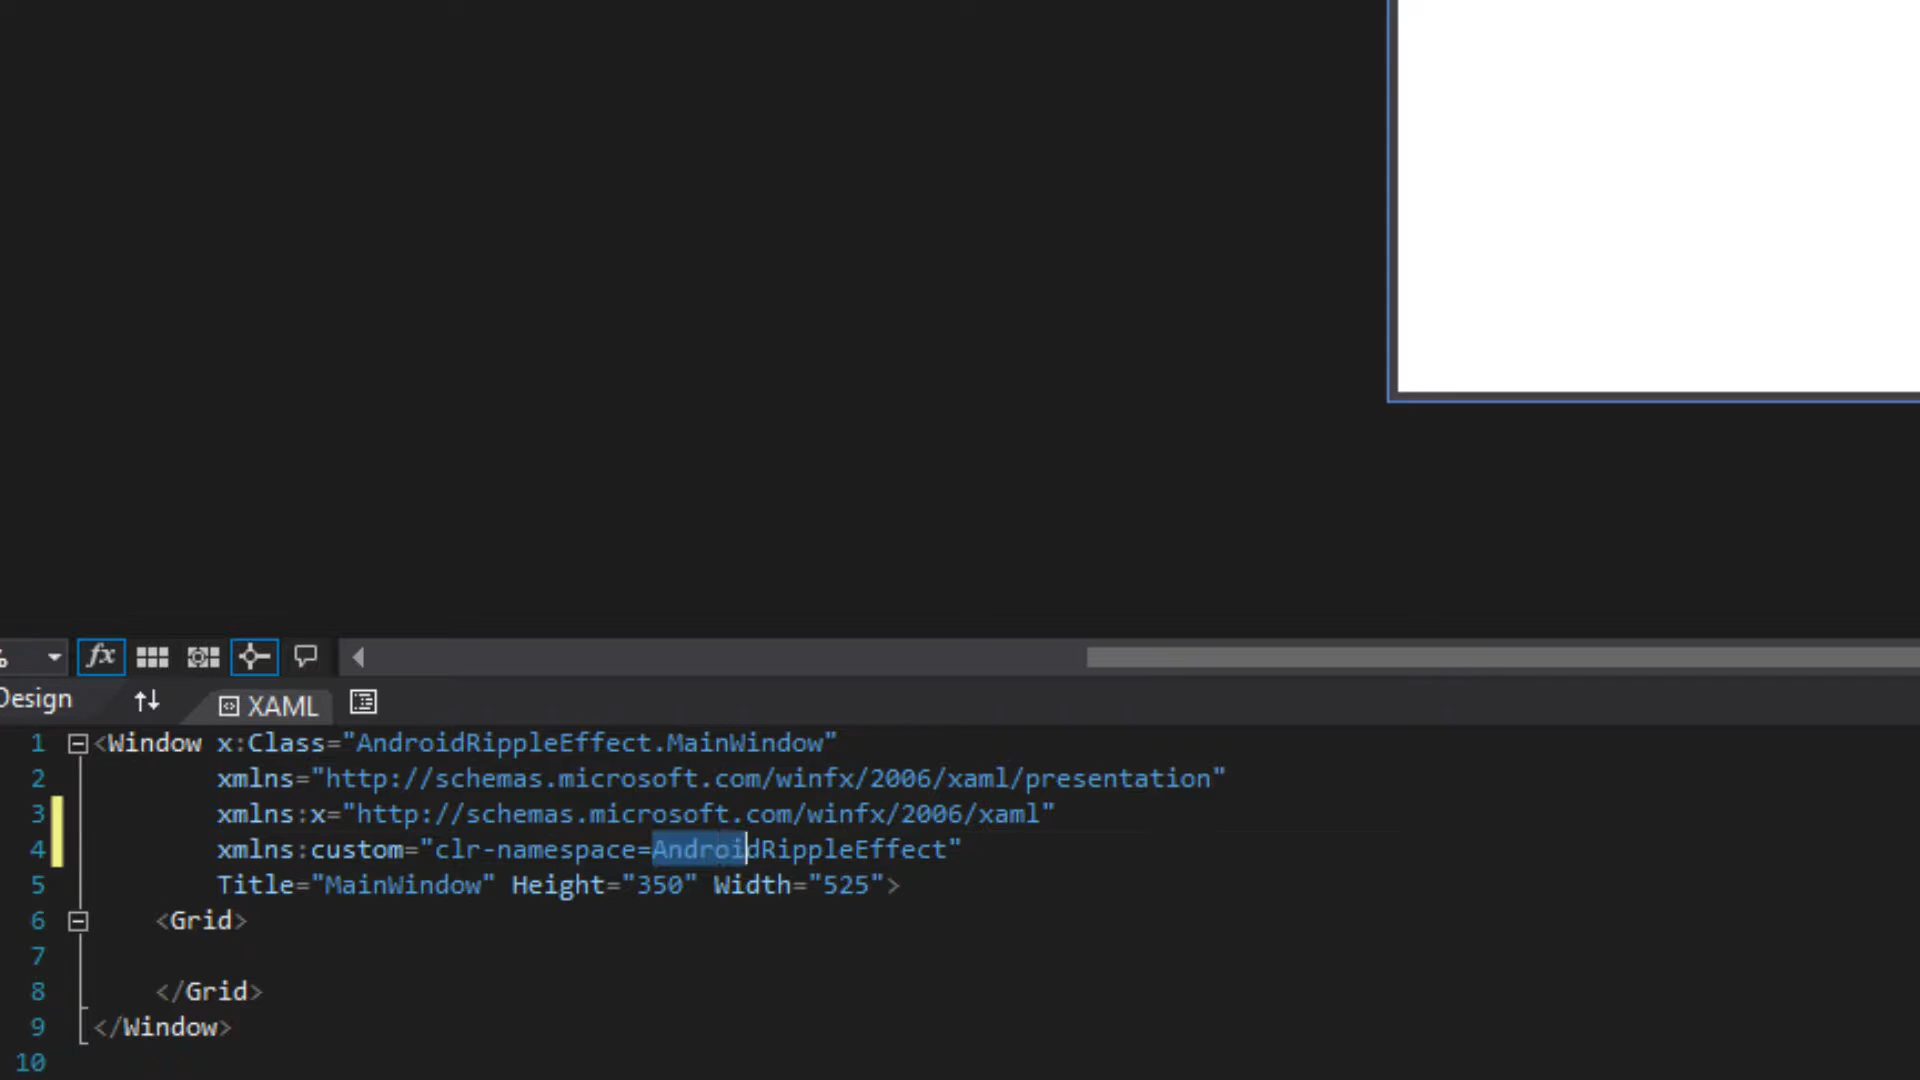 %
fx
Design
XAML
1 <Window x:Class="AndroidRippleEffect.MainWindow"
2 xmlns="http://schemas.microsoft.com/winfx/2006/xaml/presentation"
3 xmlns:x="http://schemas.microsoft.com/winfx/2006/xaml"
4 xmlns:custom="clr-namespace=AndroidRippleEffect"
5 Title="MainWindow" Height="350" Width="525">
6 <Grid>
7
8 </Grid>
9 </Window>
10